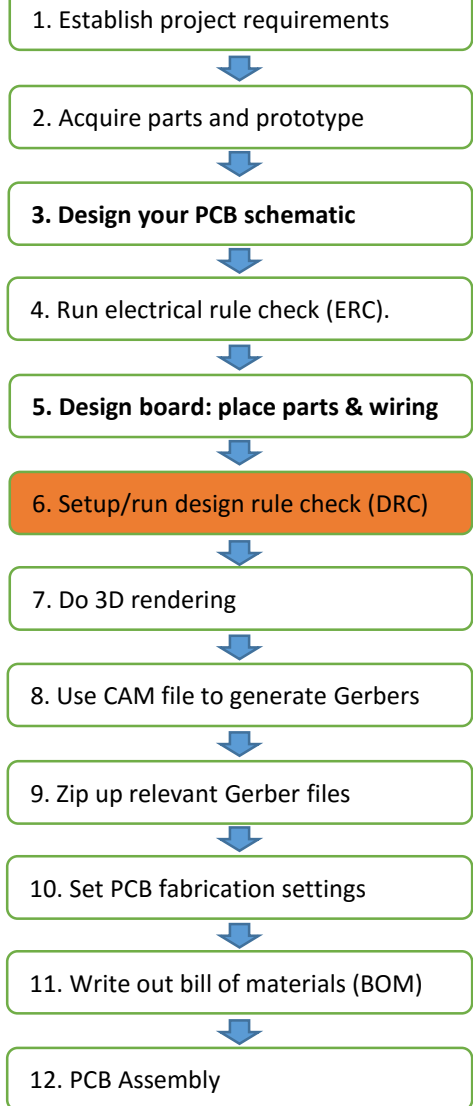 1. Establish project requirements
2. Acquire parts and prototype
3. Design your PCB schematic
4. Run electrical rule check (ERC).
5. Design board: place parts & wiring
6. Setup/run design rule check (DRC)
7. Do 3D rendering
8. Use CAM file to generate Gerbers
9. Zip up relevant Gerber files
10. Set PCB fabrication settings
11. Write out bill of materials (BOM)
12. PCB Assembly